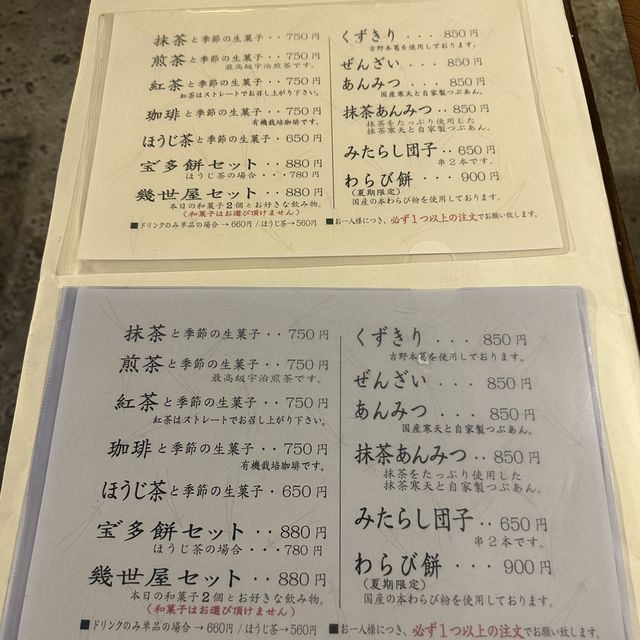 抹茶と季節の生菓子‥750円
煎茶と季節の生菓子‥750円
最高級宇治煎茶です。
紅茶と季節の生菓子‥750円
紅茶はストレートでお召し上がり下さい。
珈琲と季節の生菓子‥750円
有機栽培珈琲です。
ほうじ茶と季節の生菓子・650円
宝多餅セット‥880円
ほうじ茶の場合・・・780円
幾世屋セット‥880円
本日の和菓子2個とお好きな飲み物。
(和菓子はお選び頂けません)
■ドリンクのみ単品の場合→660円/ほうじ茶→560円
くずきり‥850円
吉野本葛を使用しております。
ぜんざい‥850円
あんみつ‥850円
国産寒天と自家製つぶあん。
抹茶あんみつ‥850円
抹茶をたっぷり使用した
抹茶寒天と自家製つぶあん。
みたらし団子‥650円
串2本です。
わらび餅‥900円
(夏期限定)
国産の本わらび粉を使用しております。
■お一人様につき、必ず1つ以上の注文でお願い致します。
抹茶と季節の生菓子‥750円
煎茶と季節の生菓子‥750円
最高級宇治煎茶です。
紅茶と季節の生菓子‥750円
紅茶はストレートでお召し上がり下さい。
珈琲と季節の生菓子‥750円
有機栽培珈琲です。
ほうじ茶と季節の生菓子・650円
宝多餅セット‥880円
ほうじ茶の場合・・・780円
幾世屋セット‥880円
本日の和菓子2個とお好きな飲み物。
(和菓子はお選び頂けません)
■ドリンクのみ単品の場合→660円/ほうじ茶→560円
くずきり‥850円
吉野本葛を使用しております。
ぜんざい‥850円
あんみつ‥850円
国産寒天と自家製つぶあん。
抹茶あんみつ‥850円
抹茶をたっぷり使用した
抹茶寒天と自家製つぶあん。
みたらし団子‥650円
串2本です。
わらび餅‥900円
(夏期限定)
国産の本わらび粉を使用しております。
■お一人様につき、必ず1つ以上の注文でお願い致します。